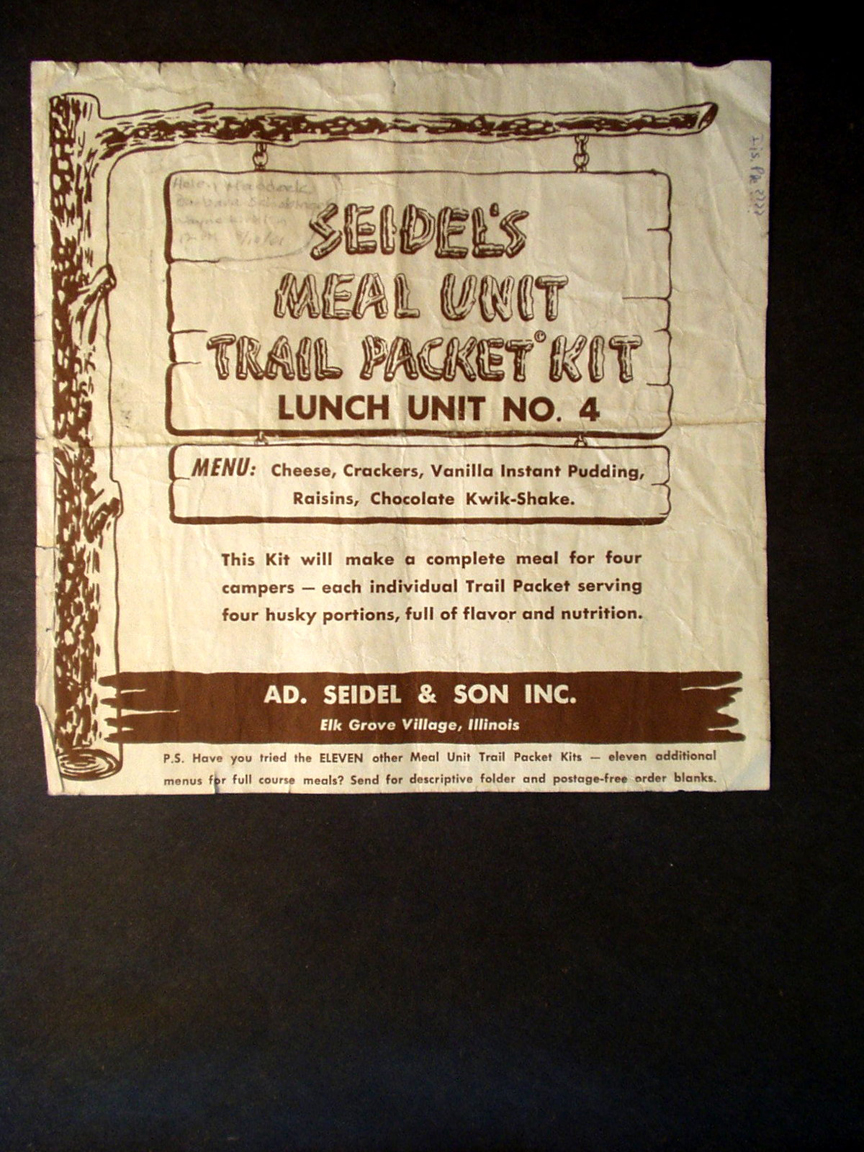 Helen Haddock
Barbara
Wayne
SEIDEL'S
MEAL UNIT
TRAIL PACKET® KIT
LUNCH UNIT NO. 4
MENU: Cheese, Crackers, Vanilla Instant Pudding,
Raisins, Chocolate Kwik-Shake.
This Kit will make a complete meal for four
campers — each individual Trail Packet serving
four husky portions, full of flavor and nutrition.
AD. SEIDEL & SON INC.
Elk Grove Village, Illinois
P.S. Have you tried the ELEVEN other Meal Unit Trail Packet Kits — eleven additional
menus for full course meals? Send for descriptive folder and postage-free order blanks.